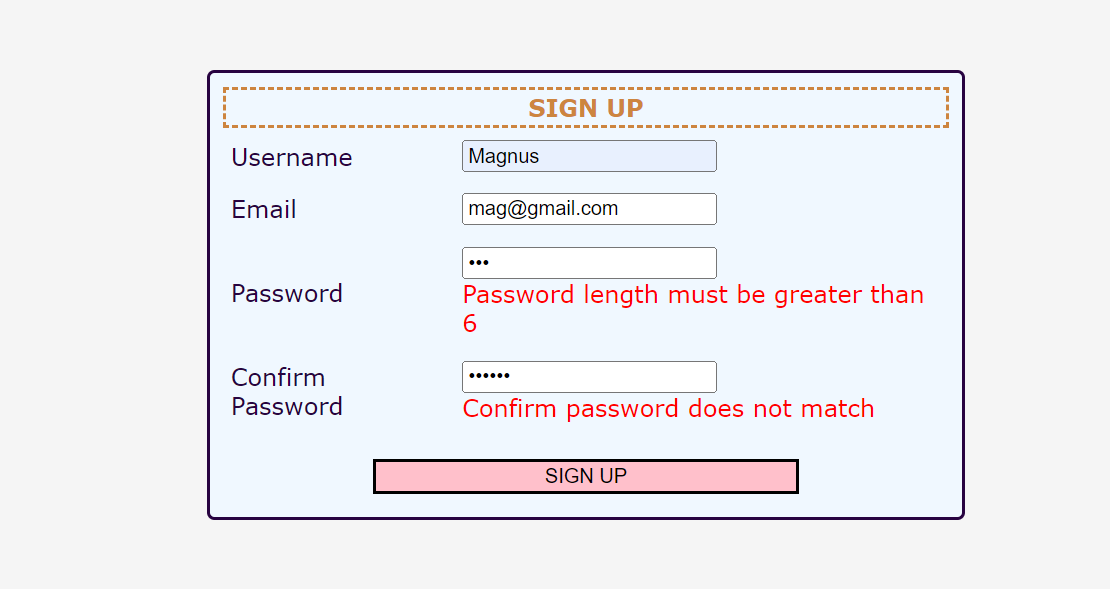 SIGN UP
Username
Magnus
Email
mag@gmail.com
•••
Password
Password length must be greater than
6
Confirm
Password
••••••
Confirm password does not match
SIGN UP